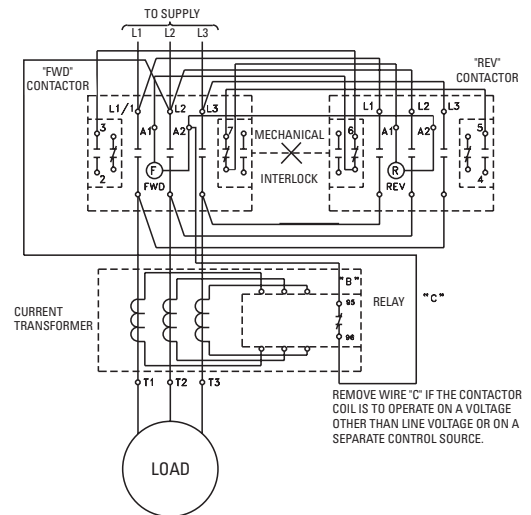 TO SUPPLY
L1 L2 L3
"FWD"
CONTACTOR
"REV"
CONTACTOR
L1/1 L2 L3
L1 L2 L3
3 A1 A2 7
MECHANICAL
6 A1 A2 5
F
R
2 FWD
INTERLOCK
REV 4
"B"
"C"
95
RELAY
CURRENT
TRANSFORMER
96
T1 T2 T3
REMOVE WIRE "C" IF THE CONTACTOR
COIL IS TO OPERATE ON A VOLTAGE
OTHER THAN LINE VOLTAGE OR ON A
SEPARATE CONTROL SOURCE.
LOAD